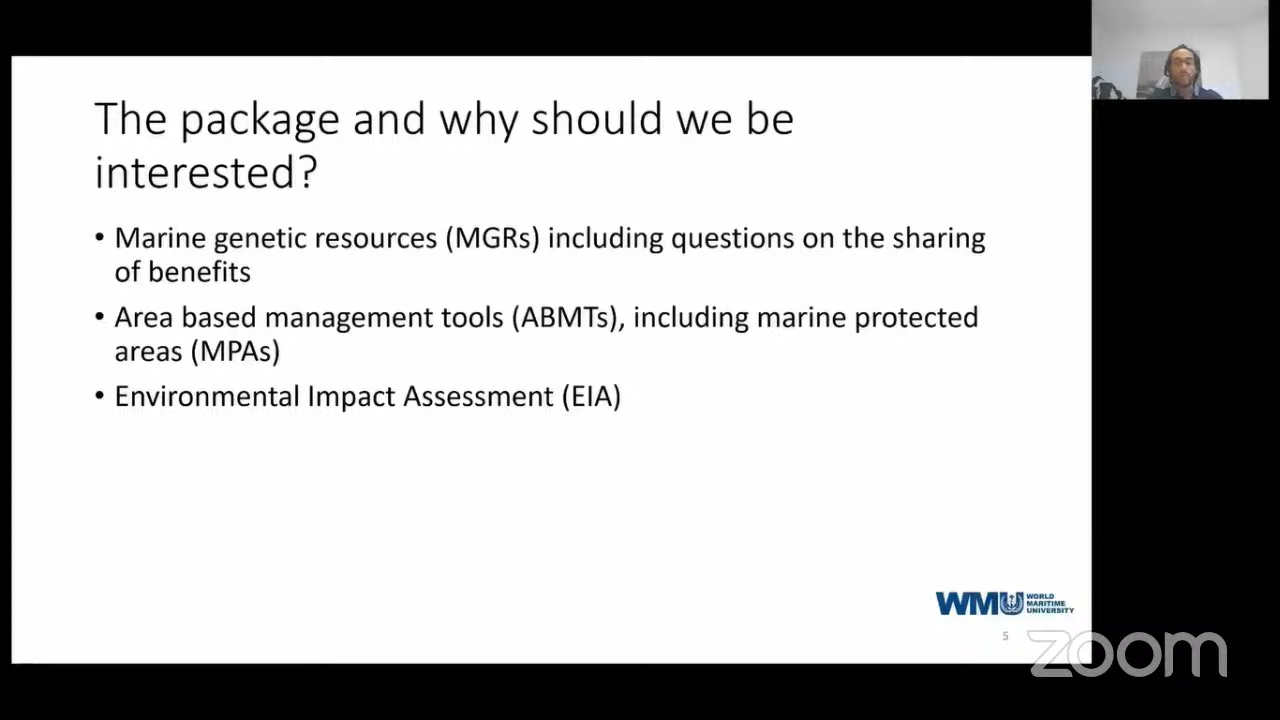 The package and why should we be
interested?
• Marine genetic resources (MGRs) including questions on the sharing
of benefits
• Area based management tools (ABMTs), including marine protected
areas (MPAs)
• Environmental Impact Assessment (EIA)
WMU WORLD
MARITIME
UNIVERSITY
5
zoom